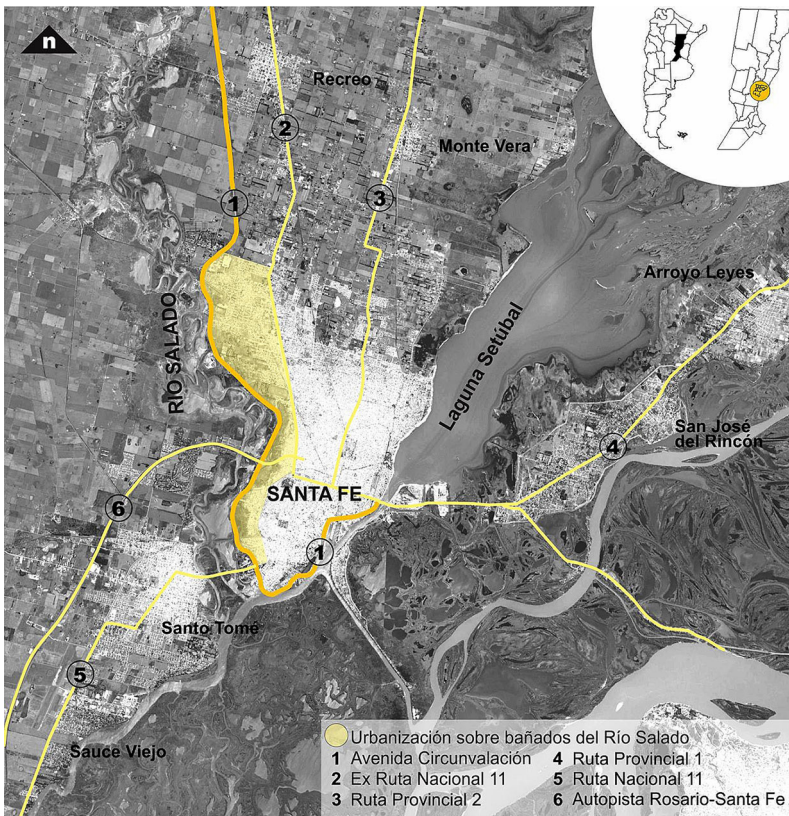 n
Recreo
2
Monte Vera
3
1
Arroyo Leyes
RÍO SALADO
Laguna Setúbal
San José
del Rincón
4
SANTA FE
6
1
Santo Tomé
5
Sauce Viejo
Urbanización sobre bañados del Río Salado
1 Avenida Circunvalación
2 Ex Ruta Nacional 11
3 Ruta Provincial 2
4 Ruta Provincial 1
5 Ruta Nacional 11
6 Autopista Rosario-Santa Fe